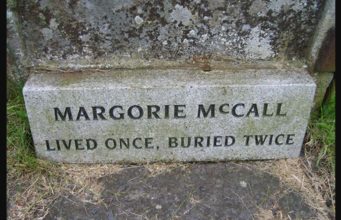 MARGORIE McCALL
LIVED ONCE, BURIED TWICE